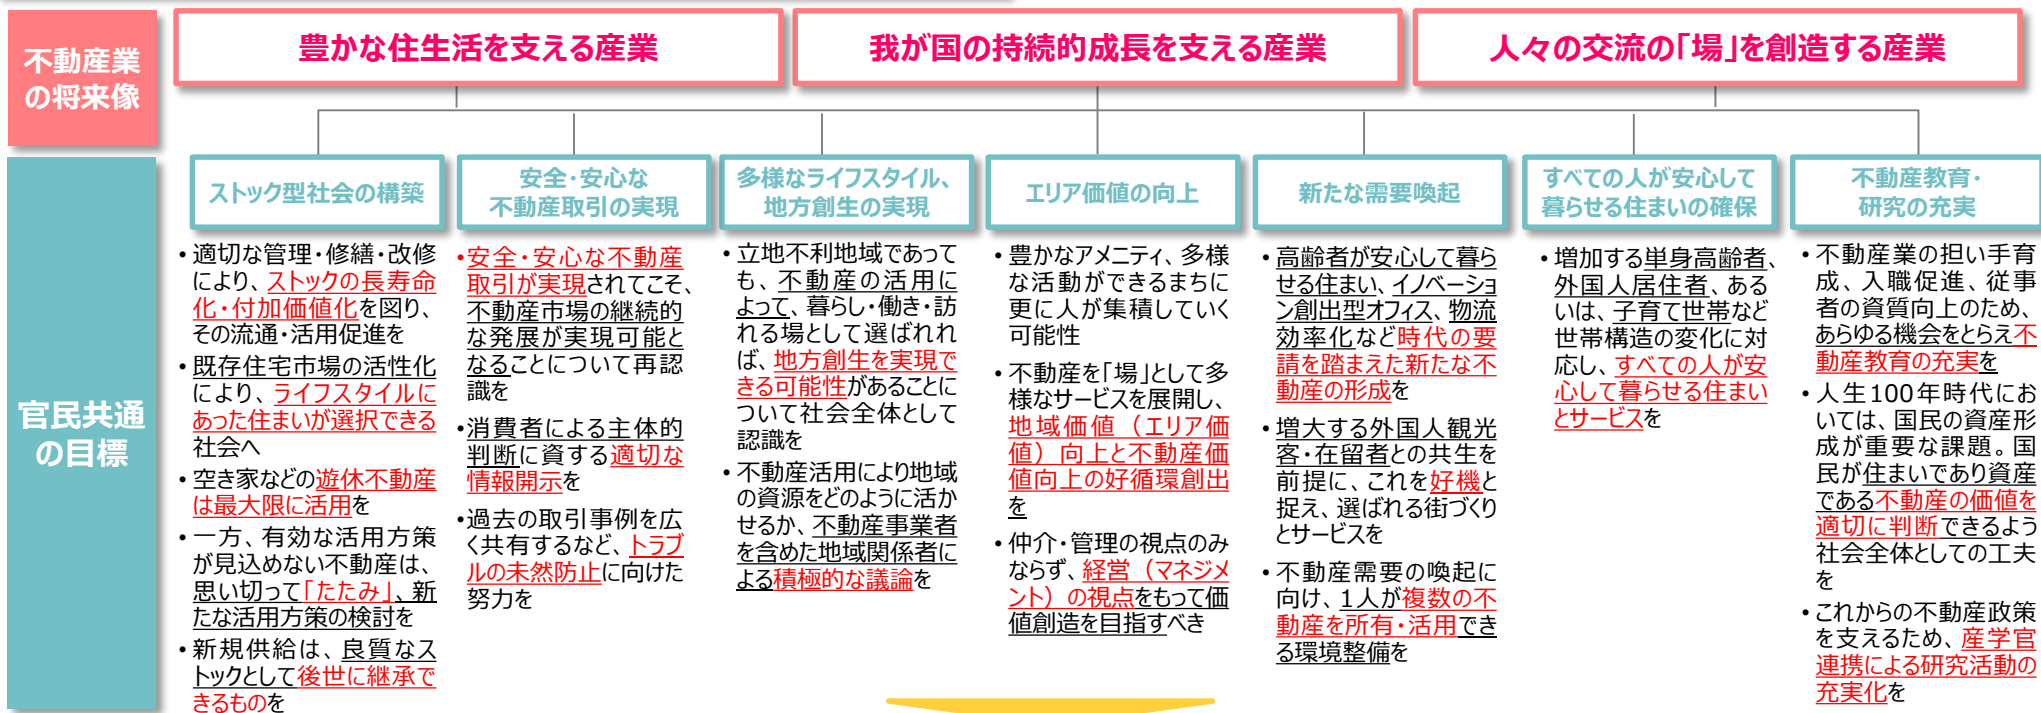 不動産業
の将来像
豊かな住生活を支える産業
我が国の持続的成長を支える産業
人々の交流の「場」を創造する産業
官民共通
の目標
ストック型社会の構築
• 適切な管理・修繕・改修
により、ストックの長寿命
化・付加価値化を図り、
その流通・活用促進を
• 既存住宅市場の活性化
により、ライフスタイルに
あった住まいが選択できる
社会へ
• 空き家などの遊休不動産
は最大限に活用を
• 一方、有効な活用方策
が見込めない不動産は、
思い切って「たたみ」、新
たな活用方策の検討を
• 新規供給は、良質なス
トックとして後世に継承で
きるものを
安全・安心な
不動産取引の実現
•安全・安心な不動産
取引が実現されてこそ、
不動産市場の継続的
な発展が実現可能と
なることについて再認
識を
•消費者による主体的
判断に資する適切な
情報開示を
•過去の取引事例を広
く共有するなど、トラブ
ルの未然防止に向けた
努力を
多様なライフスタイル、
地方創生の実現
• 立地不利地域であって
も、不動産の活用に
よって、暮らし・働き・訪
れる場として選ばれれ
ば、地方創生を実現で
きる可能性があることに
ついて社会全体として
認識を
• 不動産活用により地域
の資源をどのように活か
せるか、不動産事業者
を含めた地域関係者に
よる積極的な議論を
エリア価値の向上
• 豊かなアメニティ、多様
な活動ができるまちに
更に人が集積していく
可能性
• 不動産を「場」として多
様なサービスを展開し、
地域価値（エリア価
値）向上と不動産価
値向上の好循環創出
を
• 仲介・管理の視点のみ
ならず、経営（マネジメ
ント）の視点をもって価
値創造を目指すべき
新たな需要喚起
• 高齢者が安心して暮ら
せる住まい、イノベーショ
ン創出型オフィス、物流
効率化など時代の要
請を踏まえた新たな不
動産の形成を
• 増大する外国人観光
客・在留者との共生を
前提に、これを好機と
捉え、選ばれる街づくり
とサービスを
• 不動産需要の喚起に
向け、1人が複数の不
動産を所有・活用でき
る環境整備を
すべての人が安心して
暮らせる住まいの確保
• 増加する単身高齢者、
外国人居住者、ある
いは、子育て世帯など
世帯構造の変化に対
応し、すべての人が安
心して暮らせる住まい
とサービスを
不動産教育・
研究の充実
• 不動産業の担い手育
成、入職促進、従事
者の資質向上のため、
あらゆる機会をとらえ不
動産教育の充実を
• 人生100年時代にお
いては、国民の資産形
成が重要な課題。国
民が住まいであり資産
である不動産の価値を
適切に判断できるよう
社会全体としての工夫
を
• これからの不動産政策
を支えるため、産学官
連携による研究活動の
充実化を